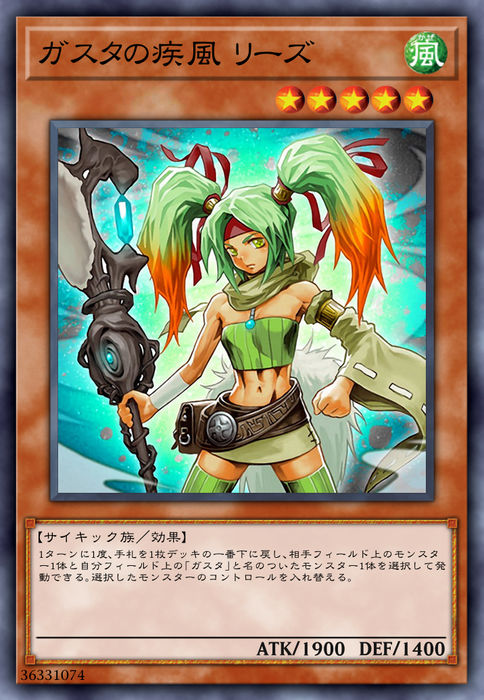 ガスタの疾風 リーズ
かぜ
風
【サイキック族／効果】
1ターンに1度、手札を1枚デッキの一番下に戻し、相手フィールド上のモンスタ
ー1体と自分フィールド上の「ガスタ」と名のついたモンスター1体を選択して発
動できる。選択したモンスターのコントロールを入れ替える。
ATK/1900 DEF/1400
36331074